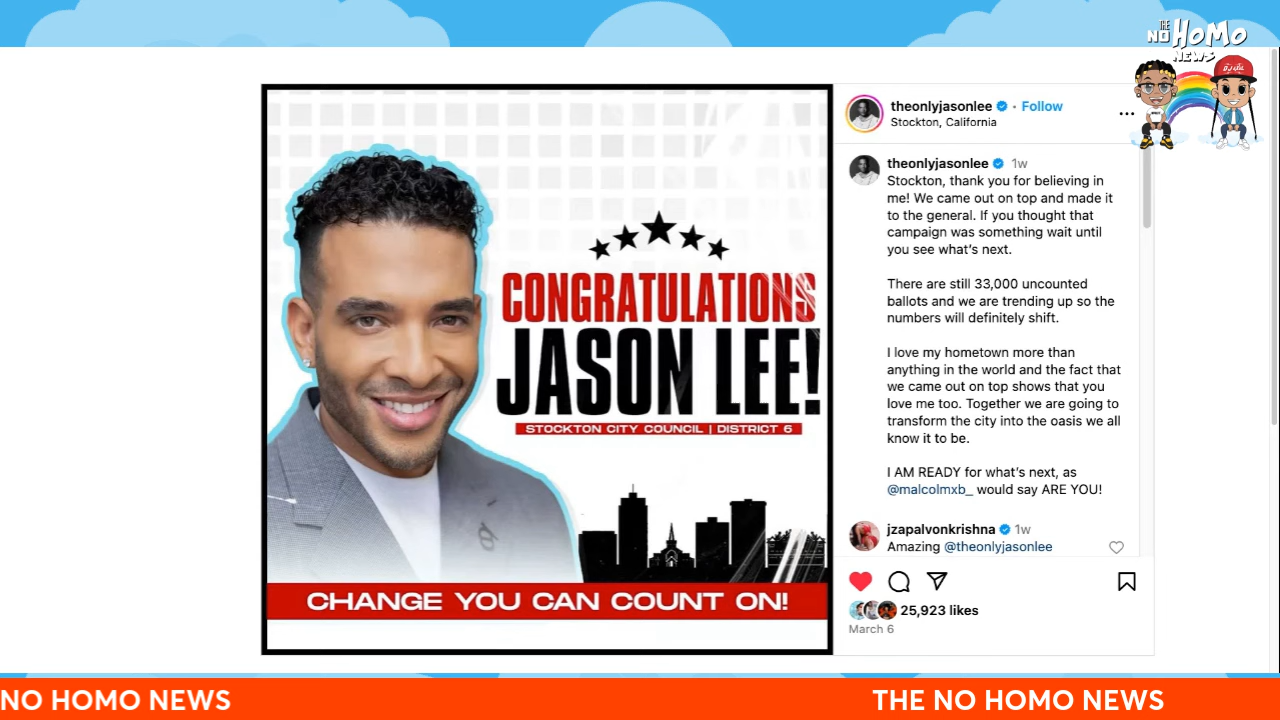 THE
NO HoMo
NEWS
theonlyjasonlee • Follow
Stockton, California
theonlyjasonlee 1w
Stockton, thank you for believing in
me! We came out on top and made it
to the general. If you thought that
campaign was something wait until
you see what's next.
There are still 33,000 uncounted
ballots and we are trending up so the
numbers will definitely shift.
I love my hometown more than
anything in the world and the fact that
we came out on top shows that you
love me too. Together we are going to
transform the city into the oasis we all
know it to be.
I AM READY for what's next, as
@malcolmxb_ would say ARE YOU!
jzapalvonkrishna 1w
Amazing @theonlyjasonlee
25,923 likes
March 6
CONGRATULATIONS
JASON LEE!
STOCKTON CITY COUNCIL | DISTRICT 6
CHANGE YOU CAN COUNT ON!
NO HOMO NEWS
THE NO HOMO NEWS